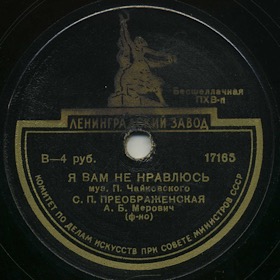 Бесшеллачная
ПХВ-п
ЛЕНИНГРАДСКИЙ ЗАВОД
В—4 руб. 17165
Я ВАМ НЕ НРАВЛЮСЬ
муз. П. Чайковского
С. П. ПРЕОБРАЖЕНСКАЯ
А. Б. Мерович
(ф-но)
КОМИТЕТ ПО ДЕЛАМ ИСКУССТВ ПРИ СОВЕТЕ МИНИСТРОВ СССР